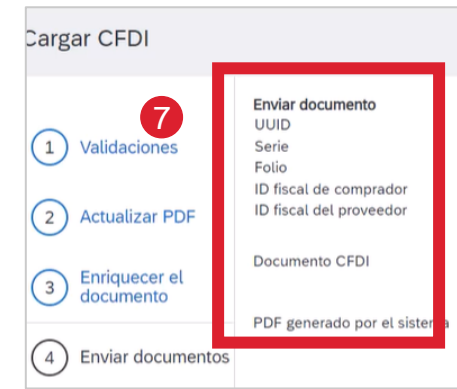 Cargar CFDI
7
1 Validaciones
2 Actualizar PDF
3 Enriquecer el
documento
4 Enviar documentos
Enviar documento
UUID
Serie
Folio
ID fiscal de comprador
ID fiscal del proveedor
Documento CFDI
PDF generado por el sistema